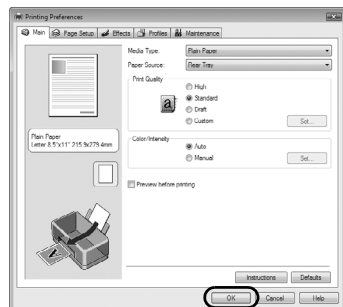 Printing Preferences
Main Page Setup Effects Profiles Maintenance
Media Type: Plain Paper
Paper Source: Rear Tray
Print Quality
High
Standard
Draft
Custom
Set...
Plain Paper
Letter 8.5"x11" 215.9x279.4mm
Color/Intensity
Auto
Manual
Set...
Preview before printing
Instructions Defaults
OK Cancel Help